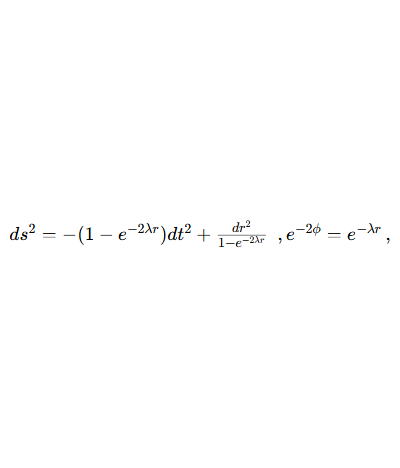 $ds^2 = -(1 - e^{-2\lambda r})dt^2 + \frac{dr^2}{1-e^{-2\lambda r}} \;\; , e^{-2\phi} = e^{-\lambda r} \, ,$